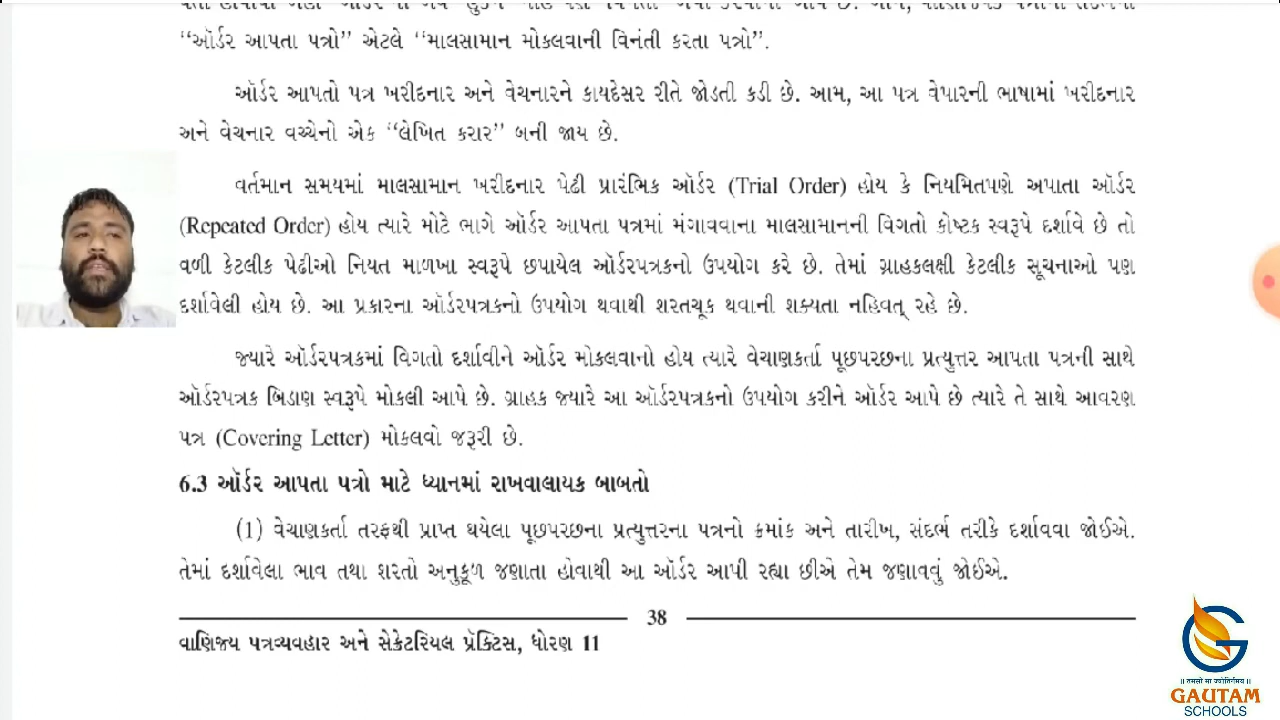 “ઑર્ડર આપતા પત્રો” એટલે “માલસામાન મોકલવાની વિનંતી કરતા પત્રો”.
ઑર્ડર આપતો પત્ર ખરીદનાર અને વેચનારને કાયદેસર રીતે જોડતી કડી છે. આમ, આ પત્ર વેપારની ભાષામાં ખરીદનાર
અને વેચનાર વચ્ચેનો એક “લેખિત કરાર” બની જાય છે.
વર્તમાન સમયમાં માલસામાન ખરીદનાર પેઢી પ્રારંભિક ઑર્ડર (Trial Order) હોય કે નિયમિતપણે અપાતા ઑર્ડર
(Repeated Order) હોય ત્યારે મોટે ભાગે ઑર્ડર આપતા પત્રમાં મંગાવવાના માલસામાનની વિગતો કોષ્ટક સ્વરૂપે દર્શાવે છે તો
વળી કેટલીક પેઢીઓ નિયત માળખા સ્વરૂપે છપાયેલ ઑર્ડરપત્રકનો ઉપયોગ કરે છે. તેમાં ગ્રાહકલક્ષી કેટલીક સૂચનાઓ પણ
દર્શાવેલી હોય છે. આ પ્રકારના ઑર્ડરપત્રકનો ઉપયોગ થવાથી શરતચૂક થવાની શક્યતા નહિવત્ રહે છે.
જ્યારે ઑર્ડરપત્રકમાં વિગતો દર્શાવીને ઑર્ડર મોકલવાનો હોય ત્યારે વેચાણકર્તા પૂછપરછના પ્રત્યુત્તર આપતા પત્રની સાથે
ઑર્ડરપત્રક બિડાણ સ્વરૂપે મોકલી આપે છે. ગ્રાહક જ્યારે આ ઑર્ડરપત્રકનો ઉપયોગ કરીને ઑર્ડર આપે છે ત્યારે તે સાથે આવરણ
પત્ર (Covering Letter) મોકલવો જરૂરી છે.
6.3 ઑર્ડર આપતા પત્રો માટે ધ્યાનમાં રાખવાલાયક બાબતો
(1) વેચાણકર્તા તરફથી પ્રાપ્ત થયેલા પૂછપરછના પ્રત્યુત્તરના પત્રનો ક્રમાંક અને તારીખ, સંદર્ભ તરીકે દર્શાવવા જોઈએ.
તેમાં દર્શાવેલા ભાવ તથા શરતો અનુકૂળ જણાતા હોવાથી આ ઑર્ડર આપી રહ્યા છીએ તેમ જણાવવું જોઈએ.
38
વાણિજ્ય પત્રવ્યવહાર અને સેક્રેટરિયલ પ્રૅક્ટિસ, ધોરણ 11
॥ તમસો મા જ્યોતિર્ગમય ॥
GAUTAM
SCHOOLS